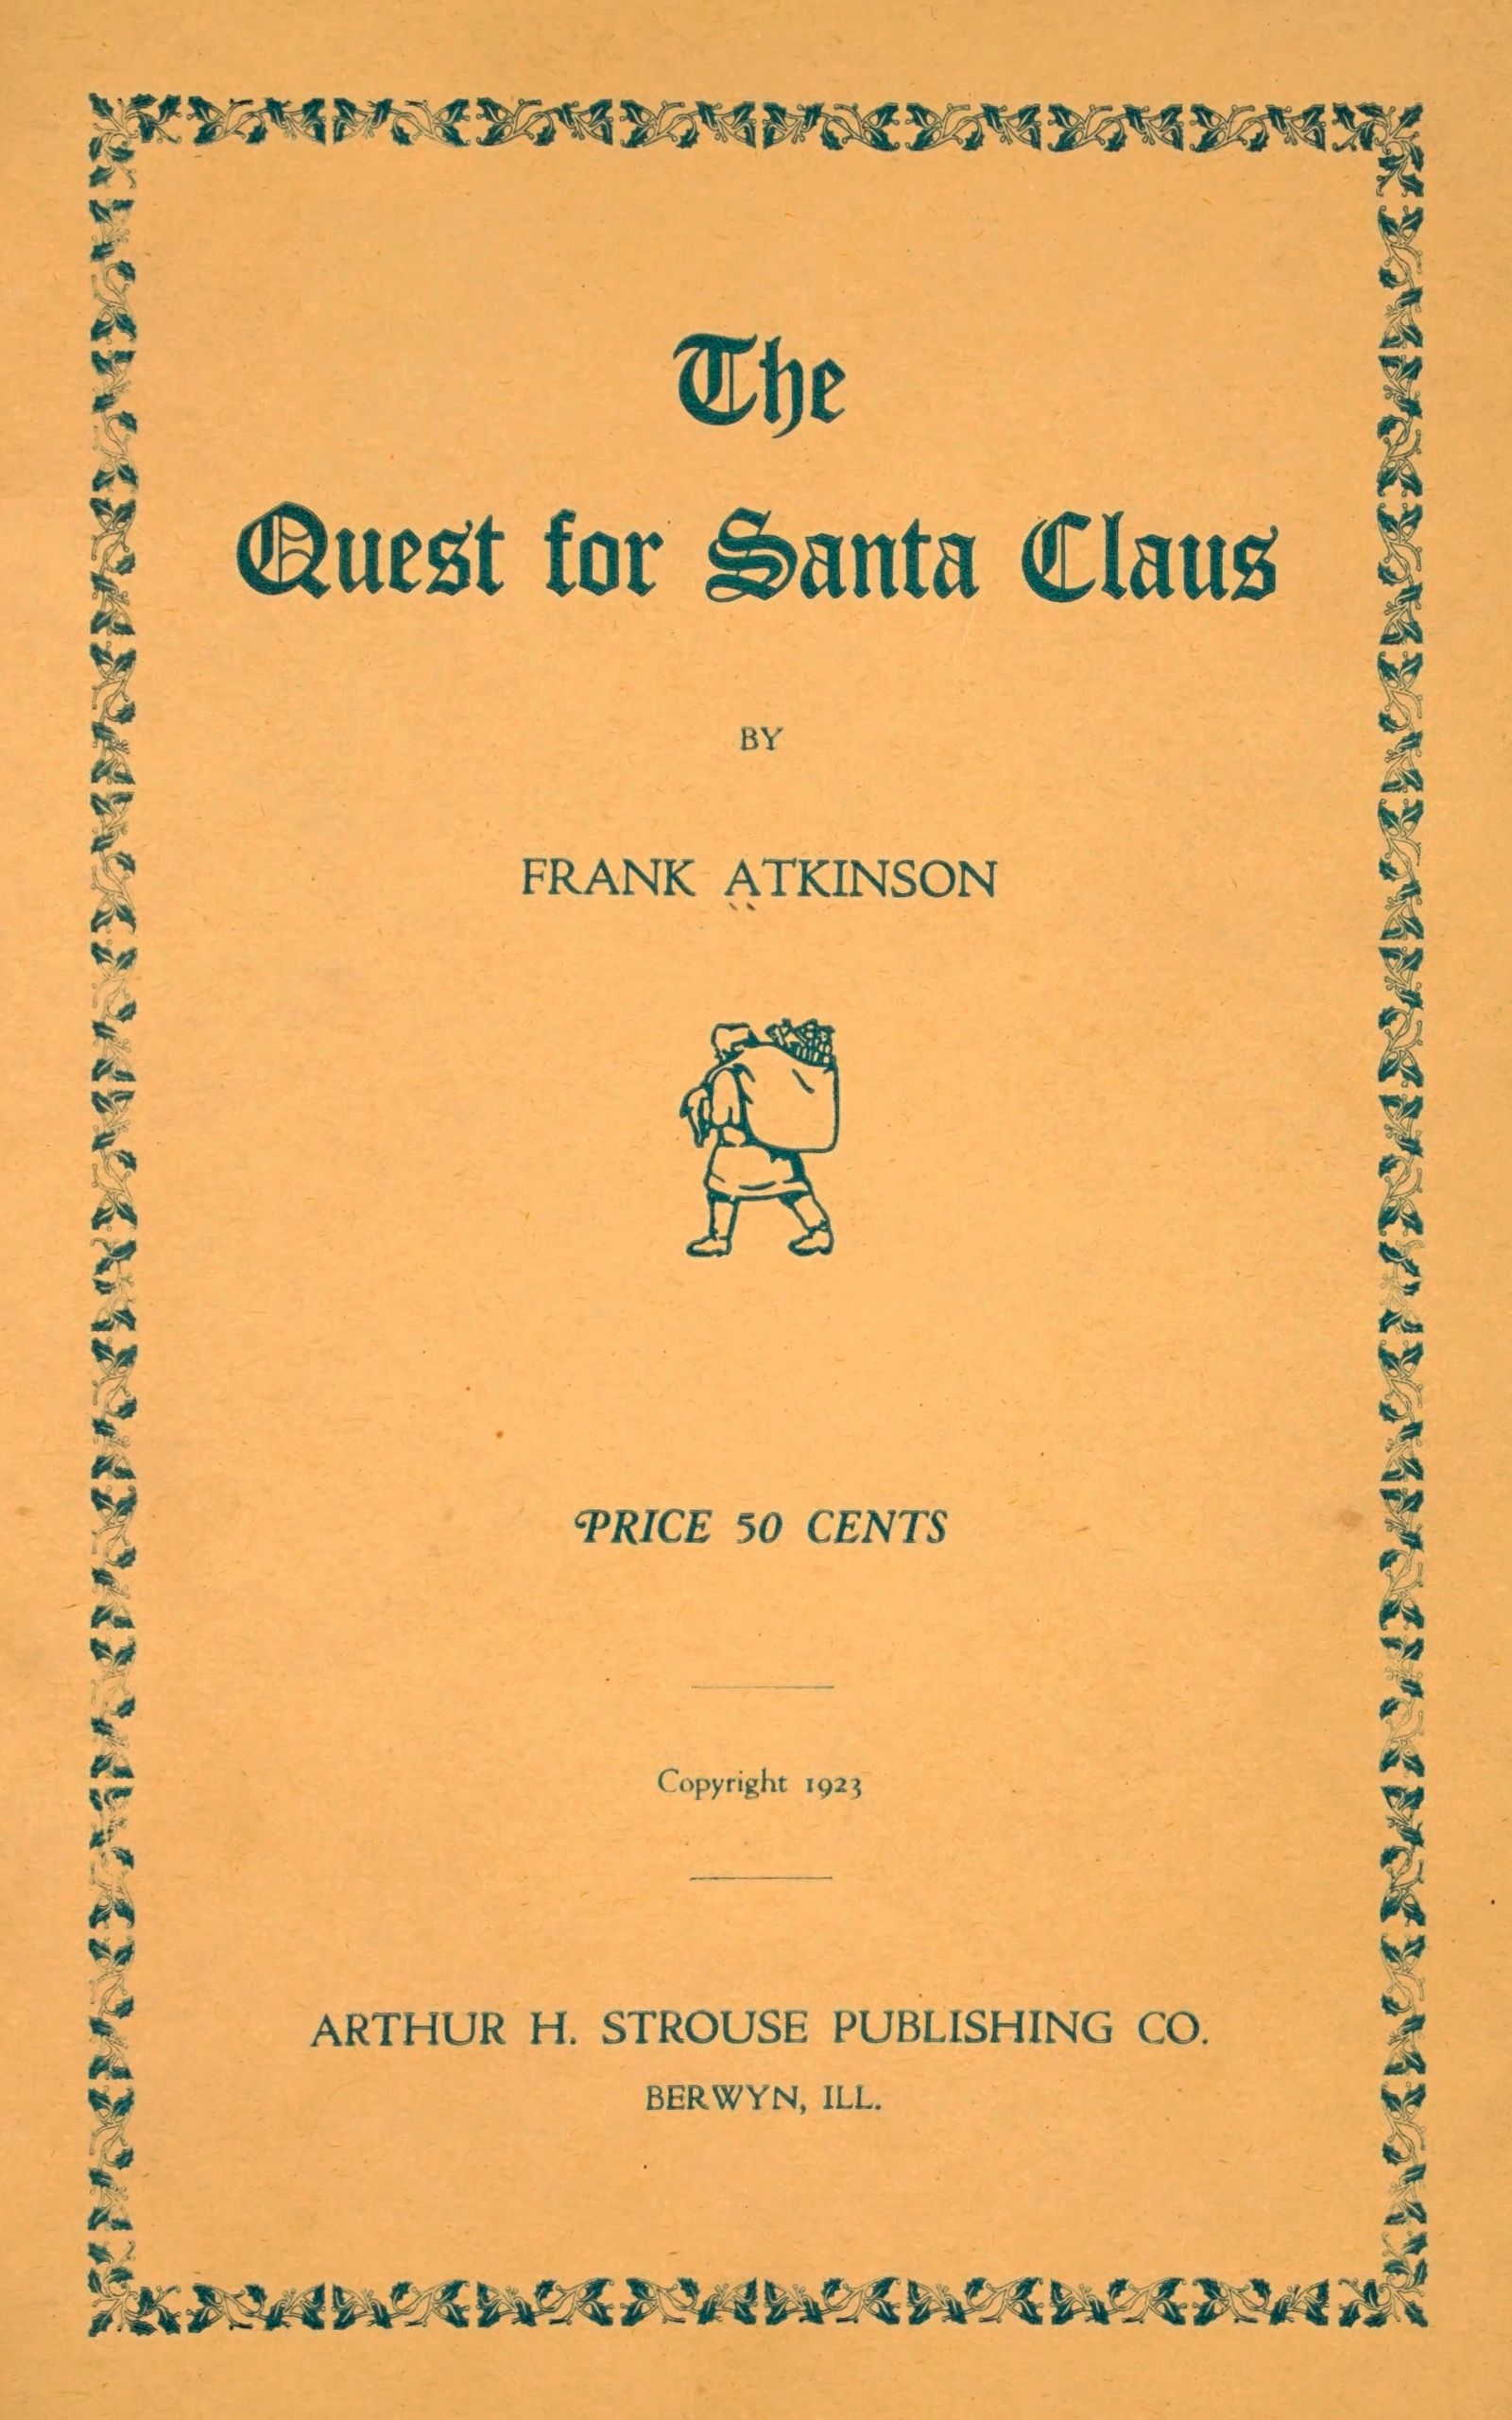 The
Quest for Santa Claus
BY
FRANK ATKINSON
PRICE 50 CENTS
Copyright 1923
ARTHUR H. STROUSE PUBLISHING CO.
BERWYN, ILL.